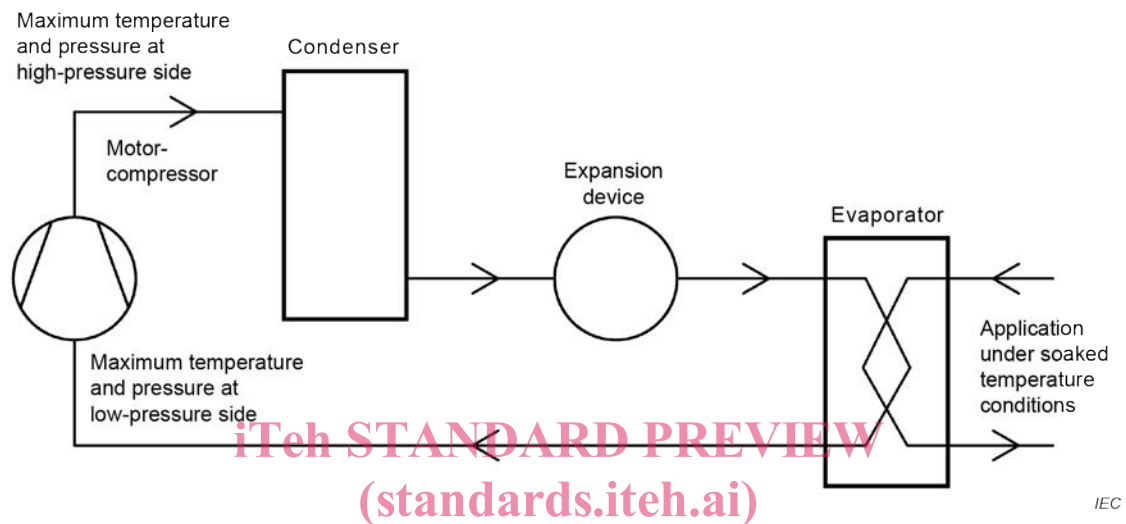 Maximum temperature
and pressure at
high-pressure side
Condenser
Motor-
compressor
Expansion
device
Evaporator
Application
under soaked
temperature
conditions
Maximum temperature
and pressure at
low-pressure side
iTeh STANDARD PREVIEW
(standards.iteh.ai)
IEC